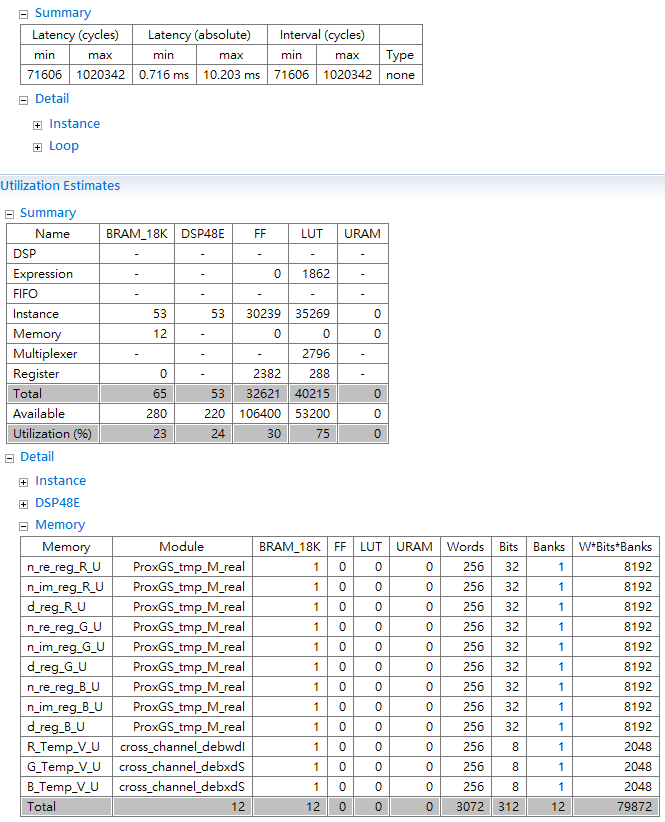 Summary
Latency (cycles) Latency (absolute) Interval (cycles)
min max min max min max Type
71606 1020342 0.716 ms 10.203 ms 71606 1020342 none
Detail
Instance
Loop
Utilization Estimates
Summary
Name BRAM_18K DSP48E FF LUT URAM
DSP - - - - -
Expression - - 0 1862 -
FIFO - - - - -
Instance 53 53 30239 35269 0
Memory 12 - 0 0 0
Multiplexer - - - 2796 -
Register 0 - 2382 288 -
Total 65 53 32621 40215 0
Available 280 220 106400 53200 0
Utilization (%) 23 24 30 75 0
Detail
Instance
DSP48E
Memory
Memory Module BRAM_18K FF LUT URAM Words Bits Banks W*Bits*Banks
n_re_reg_R_U ProxGS_tmp_M_real 1 0 0 0 256 32 1 8192
n_im_reg_R_U ProxGS_tmp_M_real 1 0 0 0 256 32 1 8192
d_reg_R_U ProxGS_tmp_M_real 1 0 0 0 256 32 1 8192
n_re_reg_G_U ProxGS_tmp_M_real 1 0 0 0 256 32 1 8192
n_im_reg_G_U ProxGS_tmp_M_real 1 0 0 0 256 32 1 8192
d_reg_G_U ProxGS_tmp_M_real 1 0 0 0 256 32 1 8192
n_re_reg_B_U ProxGS_tmp_M_real 1 0 0 0 256 32 1 8192
n_im_reg_B_U ProxGS_tmp_M_real 1 0 0 0 256 32 1 8192
d_reg_B_U ProxGS_tmp_M_real 1 0 0 0 256 32 1 8192
R_Temp_V_U cross_channel_debwdI 1 0 0 0 256 8 1 2048
G_Temp_V_U cross_channel_debxdS 1 0 0 0 256 8 1 2048
B_Temp_V_U cross_channel_debxdS 1 0 0 0 256 8 1 2048
Total 12 12 0 0 0 3072 312 12 79872